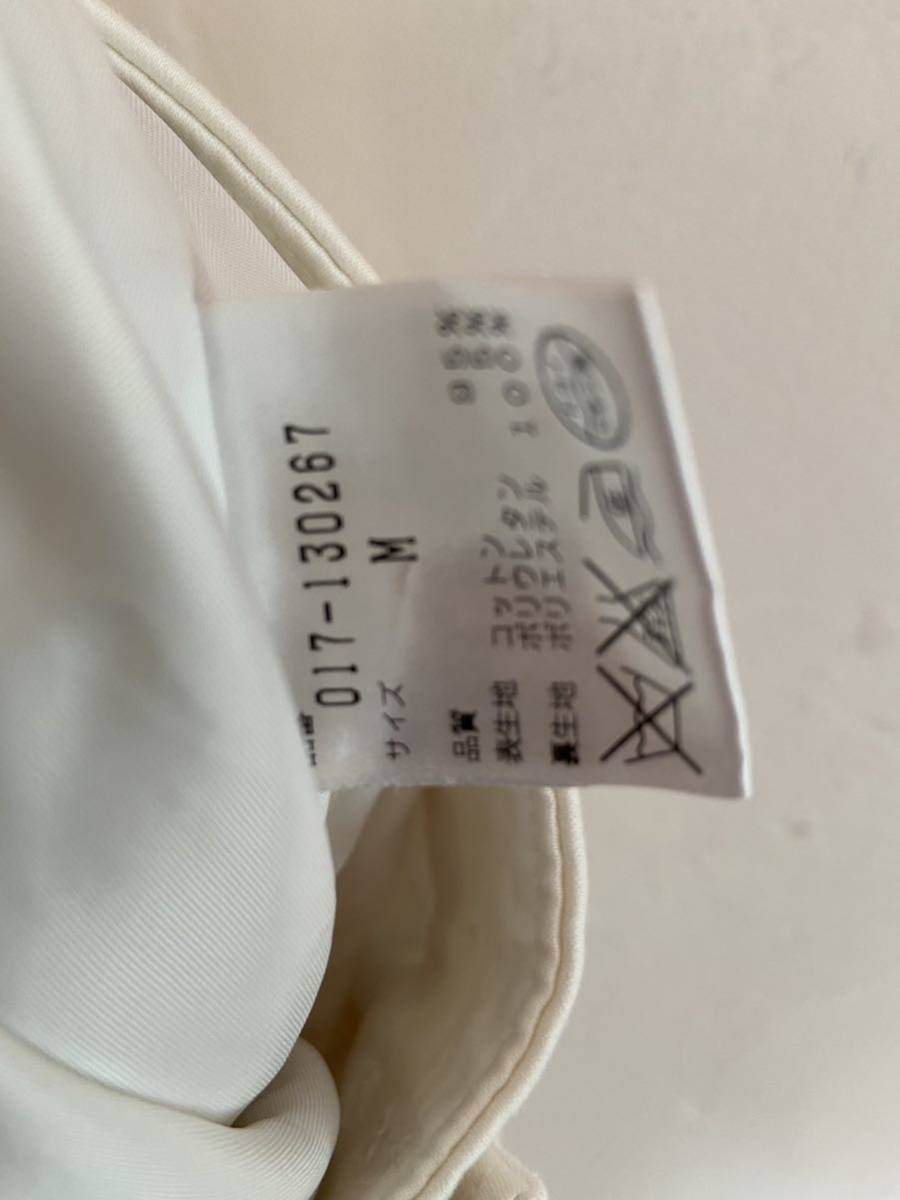 017-130267
サイズ M
品質
表生地 コットン 95%
ポリウレタン 5%
裏生地 ポリエステル 100%